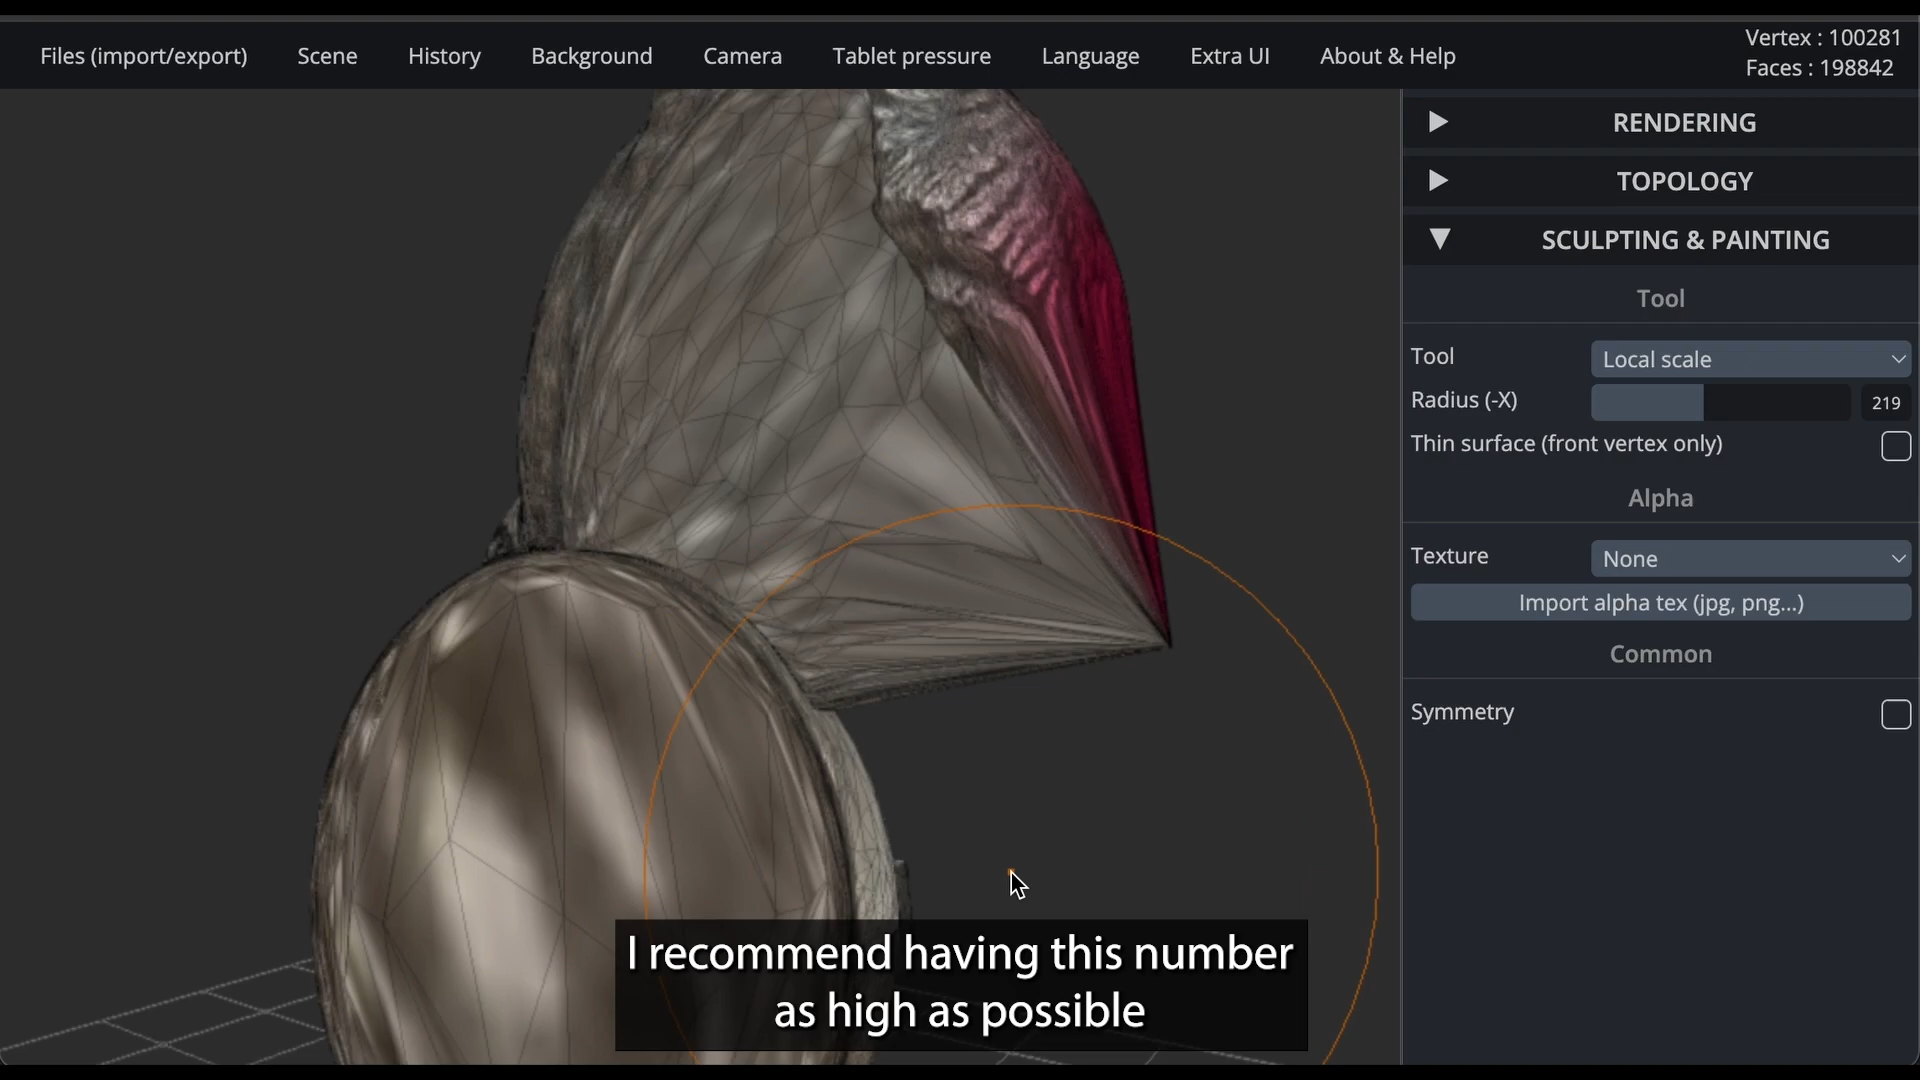 Files (import/export) Scene History Background Camera Tablet pressure Language Extra UI About & Help
Vertex : 100281
Faces : 198842
RENDERING
TOPOLOGY
SCULPTING & PAINTING
Tool
Tool Local scale
Radius (-X) 219
Thin surface (front vertex only)
Alpha
Texture None
Import alpha tex (jpg, png...)
Common
Symmetry
I recommend having this number
as high as possible